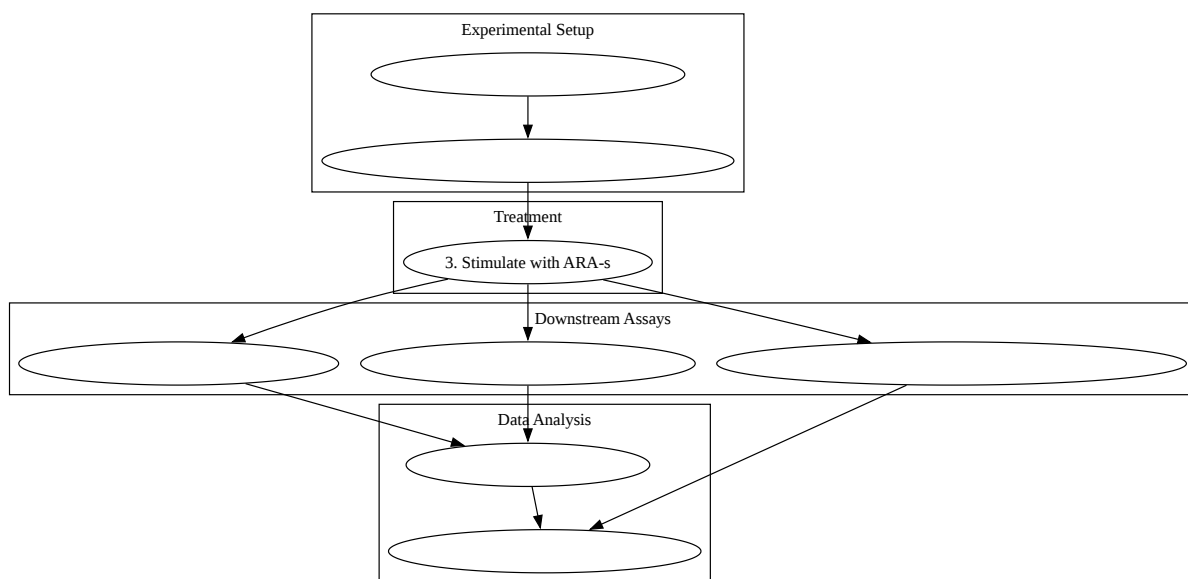 Experimental Setup
Treatment
3. Stimulate with ARA-s
Downstream Assays
Data Analysis